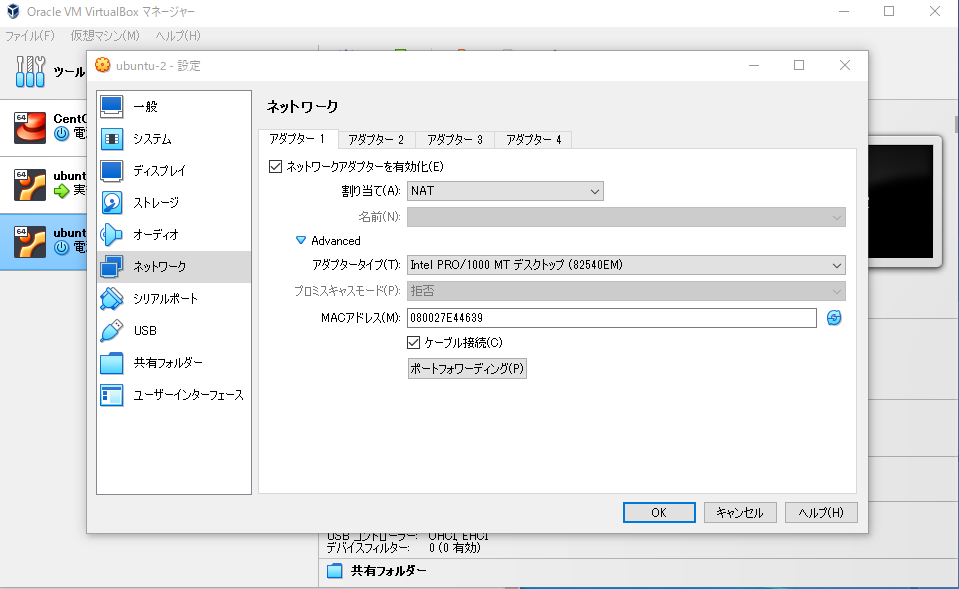 Oracle VM VirtualBox マネージャー
ファイル(F) 仮想マシン(M) ヘルプ(H)
ツール
ubuntu-2 - 設定
64
64
ubunt
64
ubunt
一般
システム
ディスプレイ
ストレージ
オーディオ
ネットワーク
シリアルポート
USB
共有フォルダー
ユーザーインターフェース
ネットワーク
アダプター 1 アダプター 2 アダプター 3 アダプター 4
ネットワークアダプターを有効化(E)
割り当て(A): NAT
名前(N):
Advanced
アダプタータイプ(T): Intel PRO/1000 MT デスクトップ (82540EM)
プロミスキャスモード(P): 拒否
MACアドレス(M): 080027E44639
ケーブル接続(C)
ポートフォワーディング(P)
OK キャンセル ヘルプ(H)
USB コントローラー: OHCI, EHCI
デバイスフィルター: 0 (0 有効)
共有フォルダー